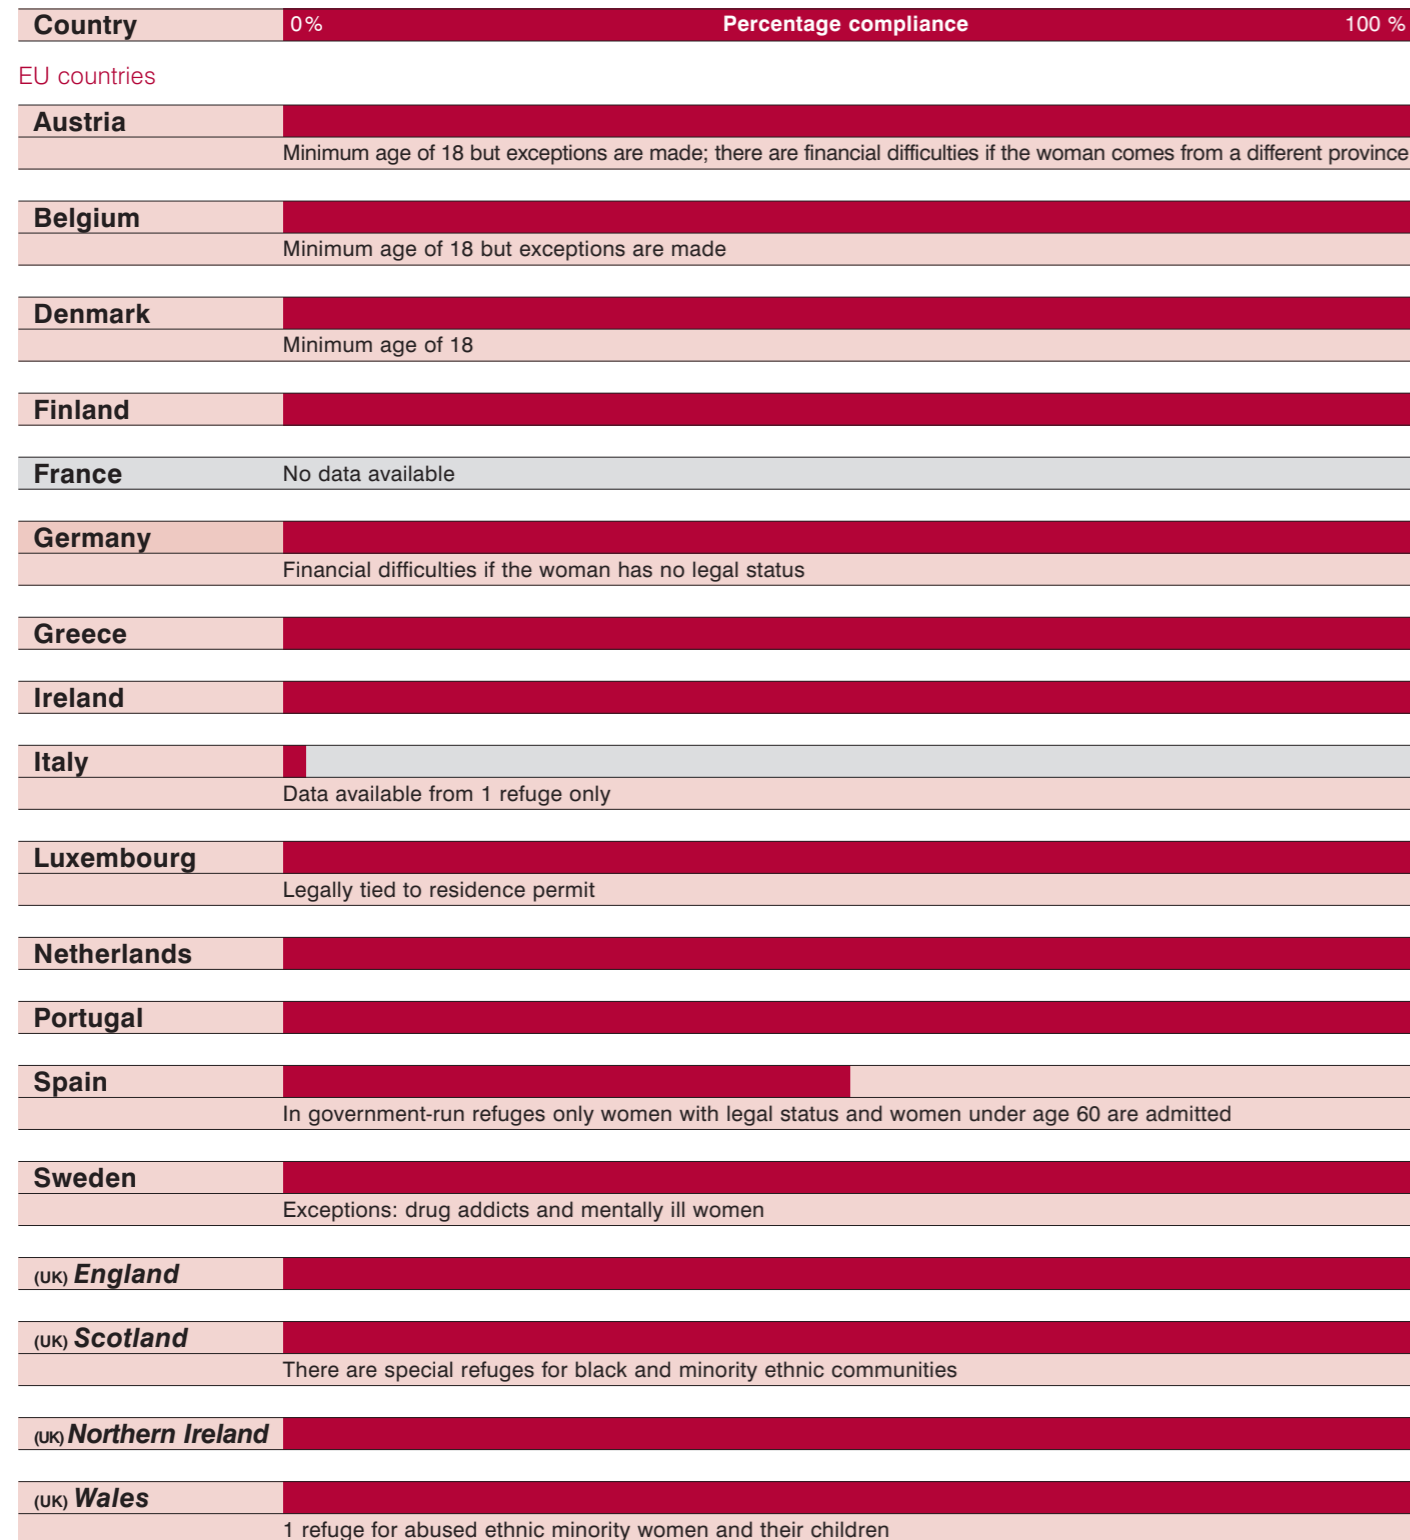 Country 0% Percentage compliance 100 %
EU countries
Austria
Minimum age of 18 but exceptions are made; there are financial difficulties if the woman comes from a different province
Belgium
Minimum age of 18 but exceptions are made
Denmark
Minimum age of 18
Finland
France No data available
Germany
Financial difficulties if the woman has no legal status
Greece
Ireland
Italy
Data available from 1 refuge only
Luxembourg
Legally tied to residence permit
Netherlands
Portugal
Spain
In government-run refuges only women with legal status and women under age 60 are admitted
Sweden
Exceptions: drug addicts and mentally ill women
(UK) England
(UK) Scotland
There are special refuges for black and minority ethnic communities
(UK) Northern Ireland
(UK) Wales
1 refuge for abused ethnic minority women and their children